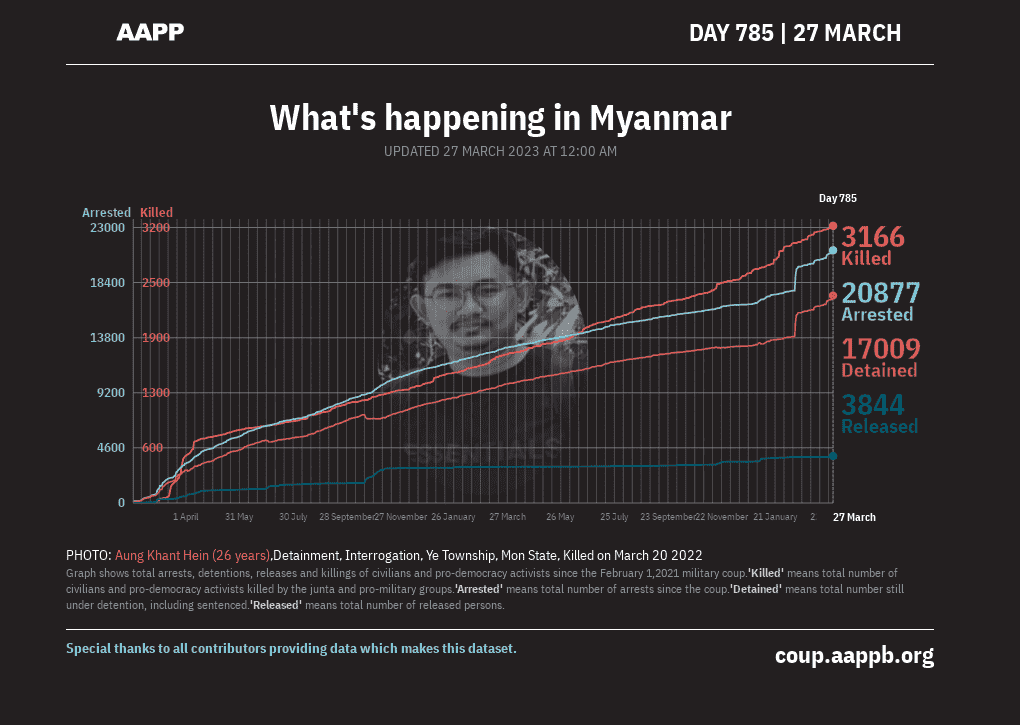 AAPP
DAY 785 | 27 MARCH
What's happening in Myanmar
UPDATED 27 MARCH 2023 AT 12:00 AM
Day 785
Arrested Killed
23000 3200
18400 2500
13800 1900
9200 1300
4600 600
0
3166
Killed
20877
Arrested
17009
Detained
3844
Released
ESSENTIALS
1 April 31 May 30 July 28 September 27 November 26 January 27 March 26 May 25 July 23 September 22 November 21 January 27 March
PHOTO: Aung Khant Hein (26 years),Detainment, Interrogation, Ye Township, Mon State, Killed on March 20 2022
Graph shows total arrests, detentions, releases and killings of civilians and pro-democracy activists since the February 1,2021 military coup.'Killed' means total number of
civilians and pro-democracy activists killed by the junta and pro-military groups.'Arrested' means total number of arrests since the coup.'Detained' means total number still
under detention, including sentenced.'Released' means total number of released persons.
Special thanks to all contributors providing data which makes this dataset.
coup.aappb.org